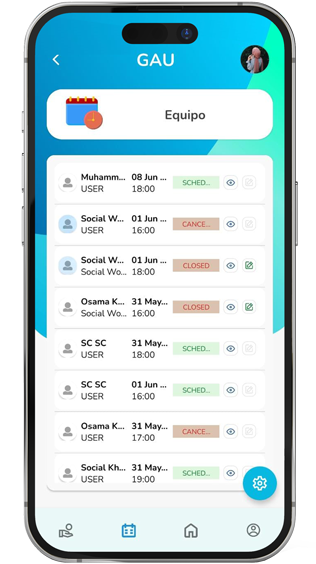 GAU
Equipo
Muhamm... 08 Jun ... SCHED...
USER 18:00
Social W... 01 Jun ... CANCE...
USER 16:00
Social W... 01 Jun ... CLOSED
Social Wo... 18:00
Osama K... 31 May... CLOSED
Social Wo... 16:00
SC SC 31 May... SCHED...
USER 18:00
SC SC 01 Jun ... SCHED...
USER 16:00
Osama K... 31 May... CANCE...
USER 17:00
Social Kh... 31 May... SCHED...
USER 19:00